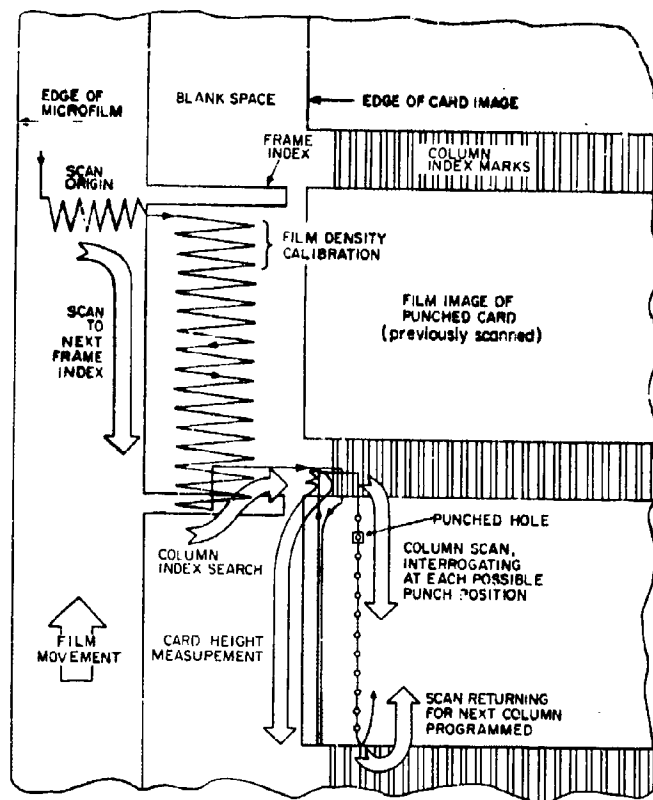 EDGE OF
MICROFILM
BLANK SPACE
EDGE OF CARD IMAGE
FRAME
INDEX
COLUMN
INDEX MARKS
SCAN
ORIGIN
FILM DENSITY
CALIBRATION
SCAN
TO
NEXT
FRAME
INDEX
FILM IMAGE OF
PUNCHED CARD
(previously scanned)
PUNCHED HOLE
COLUMN
INDEX SEARCH
COLUMN SCAN,
INTERROGATING
AT EACH POSSIBLE
PUNCH POSITION
FILM
MOVEMENT
CARD HEIGHT
MEASUPEMENT
SCAN RETURNING
FOR NEXT COLUMN
PROGRAMMED